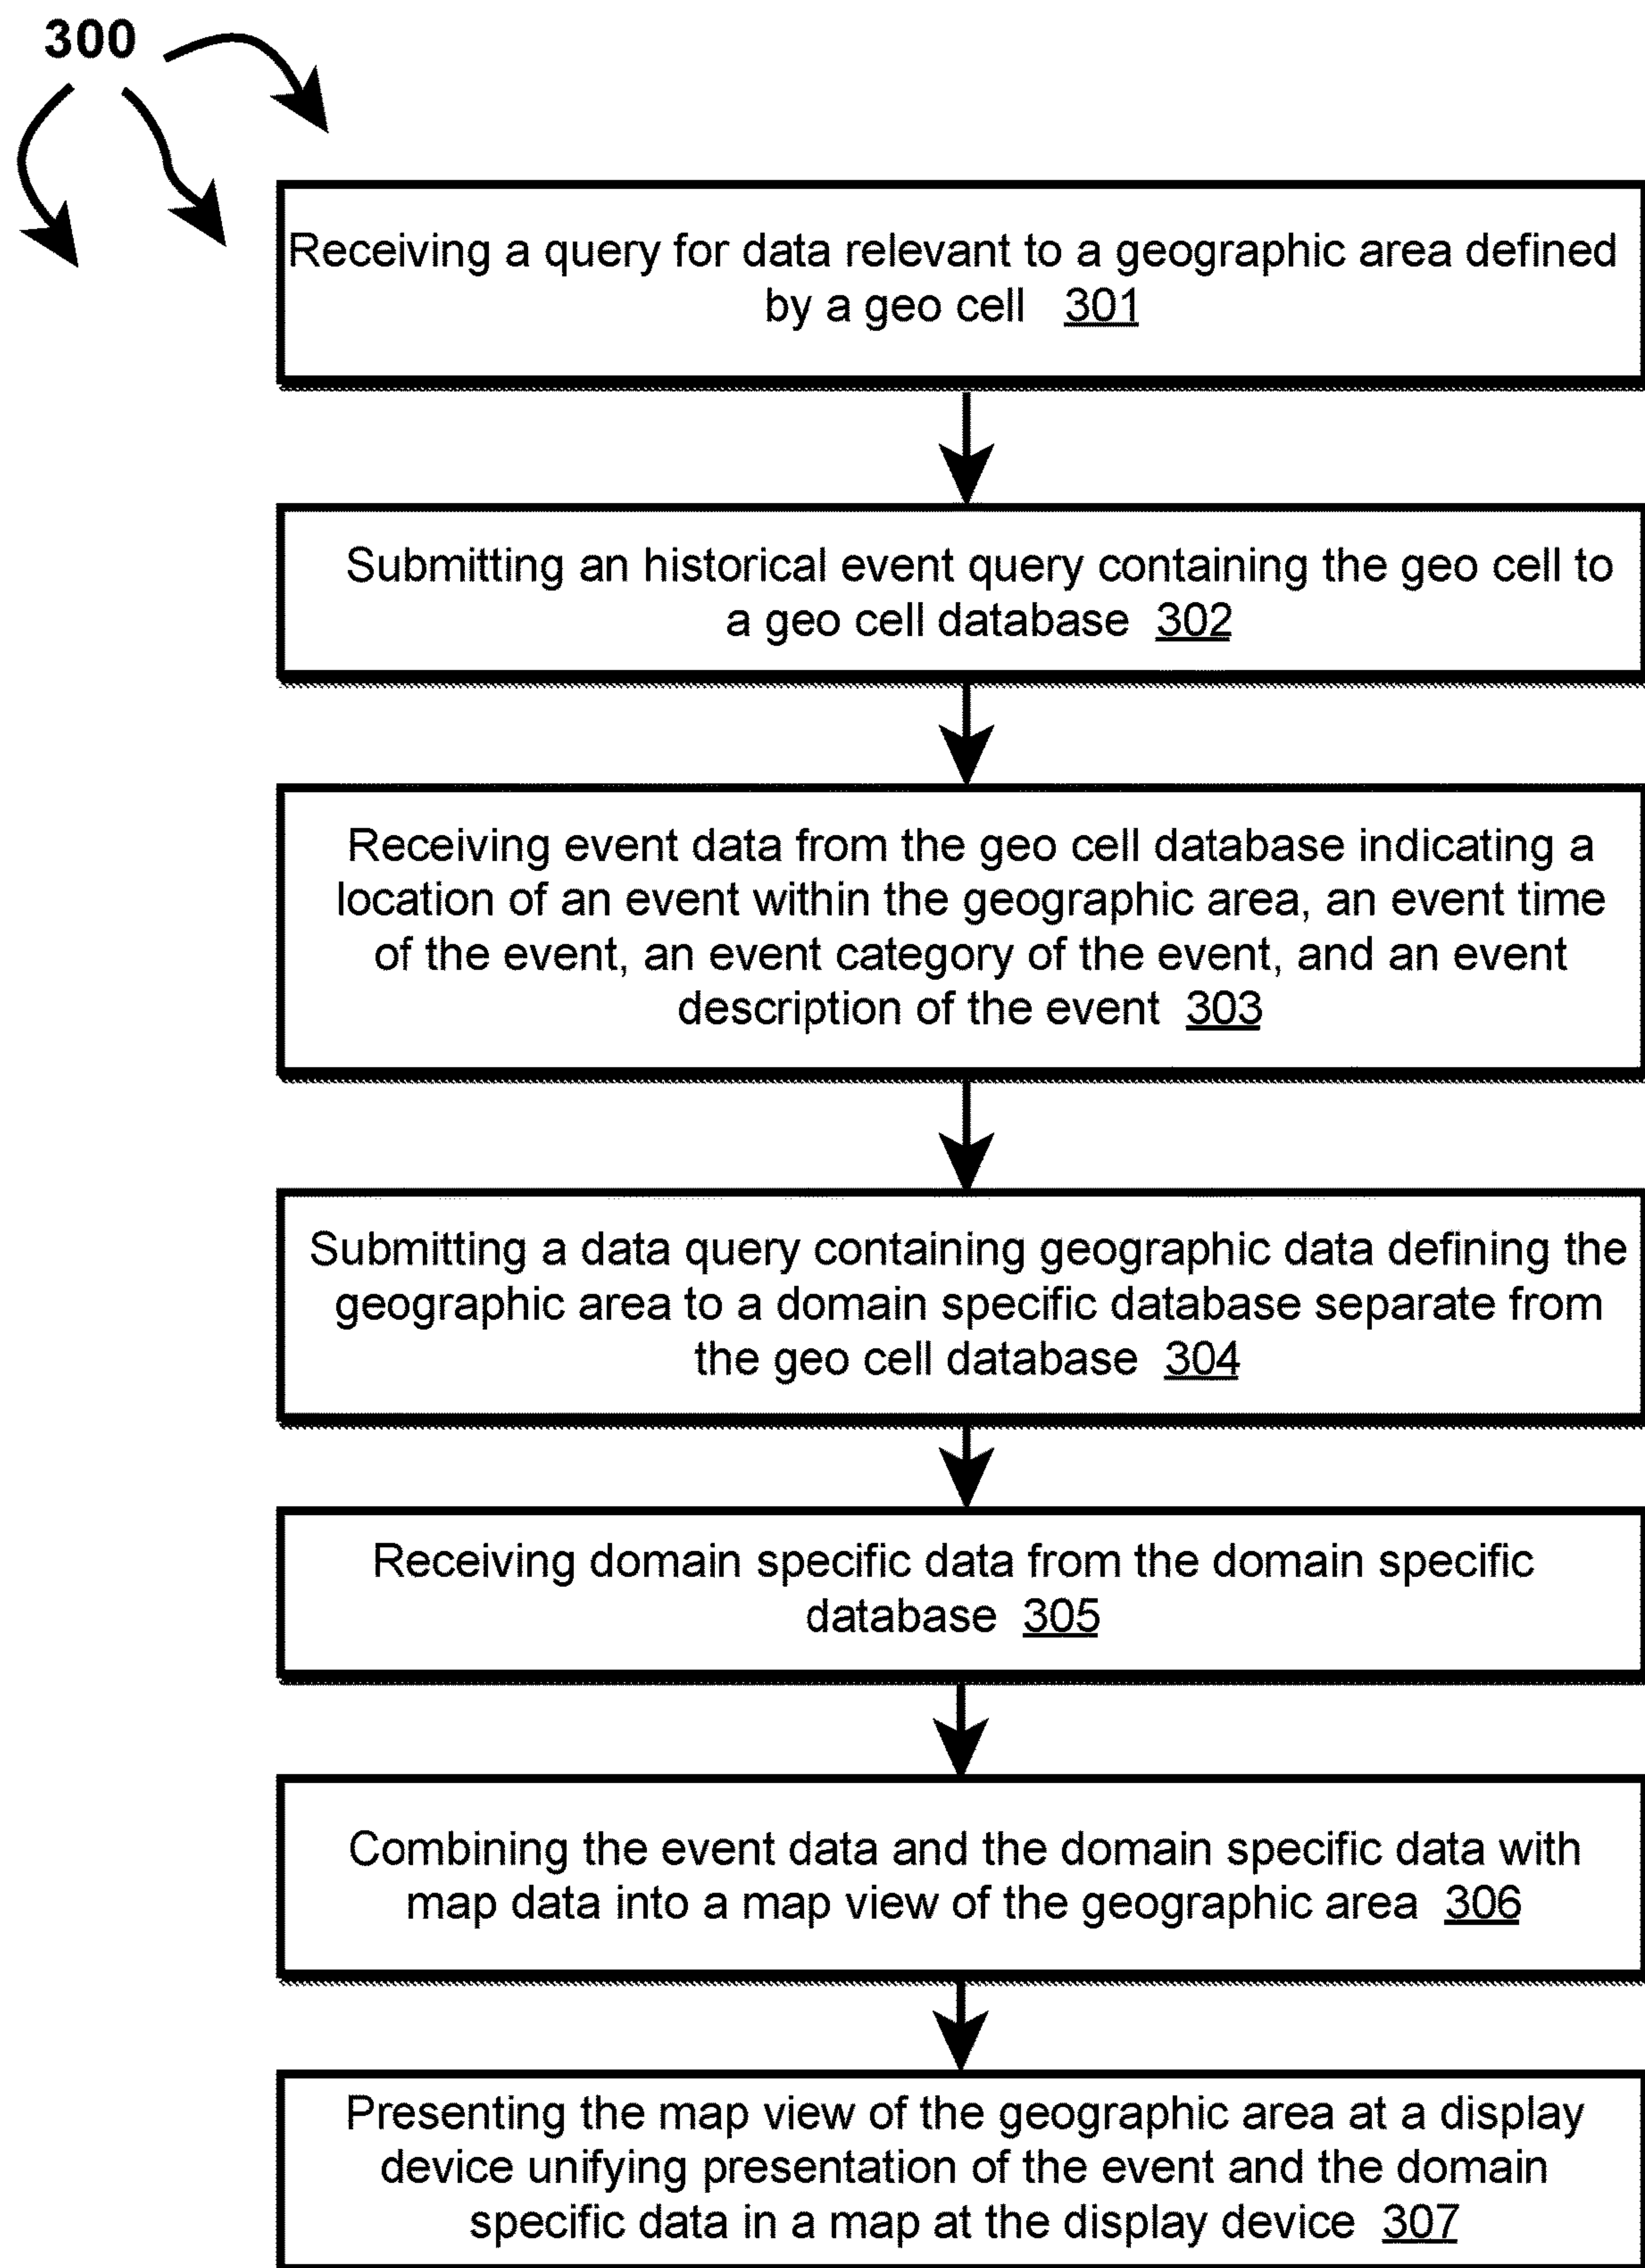 300
Receiving a query for data relevant to a geographic area defined
by a geo cell 301
Submitting an historical event query containing the geo cell to
a geo cell database 302
Receiving event data from the geo cell database indicating a
location of an event within the geographic area, an event time
of the event, an event category of the event, and an event
description of the event 303
Submitting a data query containing geographic data defining the
geographic area to a domain specific database separate from
the geo cell database 304
Receiving domain specific data from the domain specific
database 305
Combining the event data and the domain specific data with
map data into a map view of the geographic area 306
Presenting the map view of the geographic area at a display
device unifying presentation of the event and the domain
specific data in a map at the display device 307